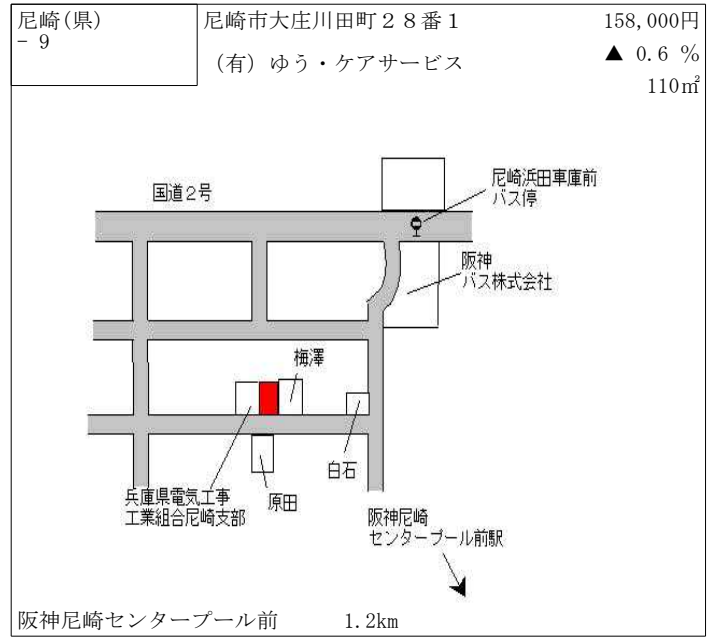 尼崎(県)
- 9
尼崎市大庄川田町２８番１
(有) ゆう・ケアサービス
158,000円
▲ 0.6 %
110㎡
国道2号
尼崎浜田車庫前
バス停
阪神
バス株式会社
梅澤
白石
兵庫県電気工事
工業組合尼崎支部
原田
阪神尼崎
センタープール前駅
阪神尼崎センタープール前 1.2km